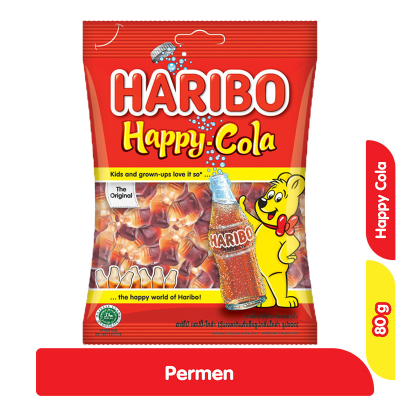 HARIBO
Happy-Cola
Kids and grown-ups love it so* ...
The
Original
HARIBO
... the happy world of Haribo!
Happy Cola
80g
Permen